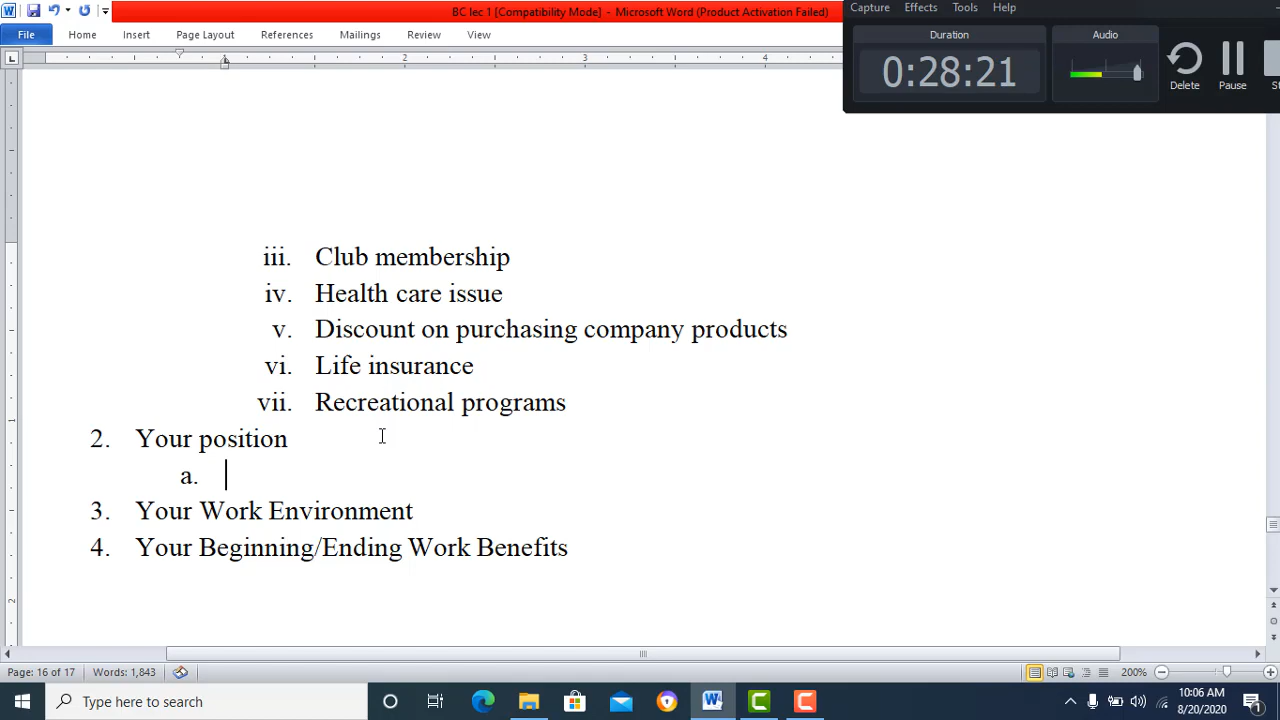 BC lec 1 [Compatibility Mode] - Microsoft Word (Product Activation Failed)
Capture Effects Tools Help
File Home Insert Page Layout References Mailings Review View
Duration Audio
0:28:21
Delete Pause
1 2 3 4
iii. Club membership
iv. Health care issue
v. Discount on purchasing company products
vi. Life insurance
vii. Recreational programs
2. Your position
a.
3. Your Work Environment
4. Your Beginning/Ending Work Benefits
Page: 16 of 17 Words: 1,843 200%
Type here to search
10:06 AM
8/20/2020